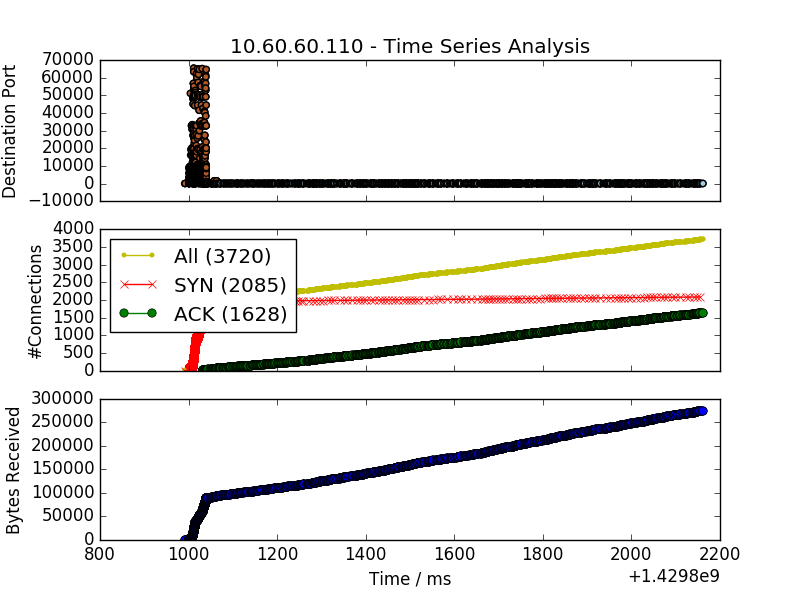 10.60.60.110 - Time Series Analysis
Destination Port
70000
60000
50000
40000
30000
20000
10000
0
−10000
#Connections
4000
3500
3000
2500
2000
1500
1000
500
0
All (3720)
SYN (2085)
ACK (1628)
Bytes Received
300000
250000
200000
150000
100000
50000
0
800 1000 1200 1400 1600 1800 2000 2200
Time / ms
+1.4298e9